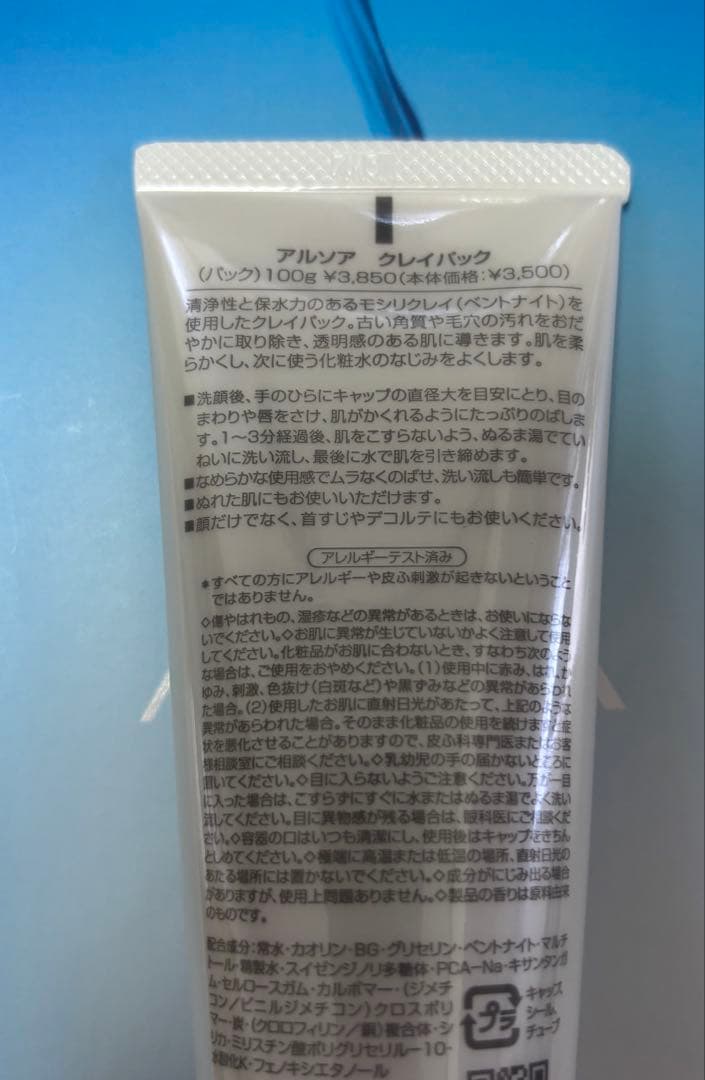 アルソア クレイパック
(パック)100g ¥3,850(本体価格:¥3,500)
清浄性と保水力のあるモシリクレイ(ベントナイト)を
使用したクレイパック。古い角質や毛穴の汚れをおだ
やかに取り除き、透明感のある肌に導きます。肌を柔
らかくし、次に使う化粧水のなじみをよくします。
■洗顔後、手のひらにキャップの直径大を目安にとり、目の
まわりや唇をさけ、肌がかくれるようにたっぷりのばしま
す。1〜3分経過後、肌をこすらないよう、ぬるま湯でてい
ねいに洗い流し、最後に水で肌を引き締めます。
■なめらかな使用感でムラなくのばせ、洗い流しも簡単です。
■ぬれた肌にもお使いいただけます。
■顔だけでなく、首すじやデコルテにもお使いください。
アレルギーテスト済み
*すべての方にアレルギーや皮ふ刺激が起きないということ
ではありません。
◇傷やはれもの、湿疹などの異常があるときは、お使いにならな
いでください。◇お肌に異常が生じていないかよく注意して使用
してください。化粧品がお肌に合わないとき、すなわち次のよう
な場合は、ご使用をおやめください。(1)使用中に赤み、はれ、か
ゆみ、刺激、色抜け(白斑など)や黒ずみなどの異常があらわれ
た場合。(2)使用したお肌に直射日光があたって、上記のような
異常があらわれた場合。そのまま化粧品の使用を続けますと症
状を悪化させることがありますので、皮ふ科専門医またはお客
様相談室にご相談ください。◇乳幼児の手の届かないところに
置いてください。◇目に入らないようご注意ください。万が一目
に入った場合は、こすらずにすぐに水またはぬるま湯でよく洗い
流してください。目に異物感が残る場合は、眼科医にご相談くだ
さい。◇容器の口はいつも清潔にし、使用後はキャップをきちん
としめてください。◇極端に高温または低温の場所、直射日光の
あたる場所には置かないでください。◇成分がにじみ出る場合
がありますが、使用上問題ありません。◇製品の香りは原料由来
のものです。
配合成分:常水・カオリン・BG・グリセリン・ベントナイト・マルチ
トール・精製水・スイゼンジノリ多糖体・PCA-Na・キサンタンガ
ム・セルロースガム・カルボマー・(ジメチ
コン/ビニルジメチコン)クロスポリ
マー・炭・(クロロフィリン/銅)複合体・シ
リカ・ミリスチン酸ポリグリセリル-10・
水酸化K・フェノキシエタノール
プラ
キャップ、
シール、
チューブ